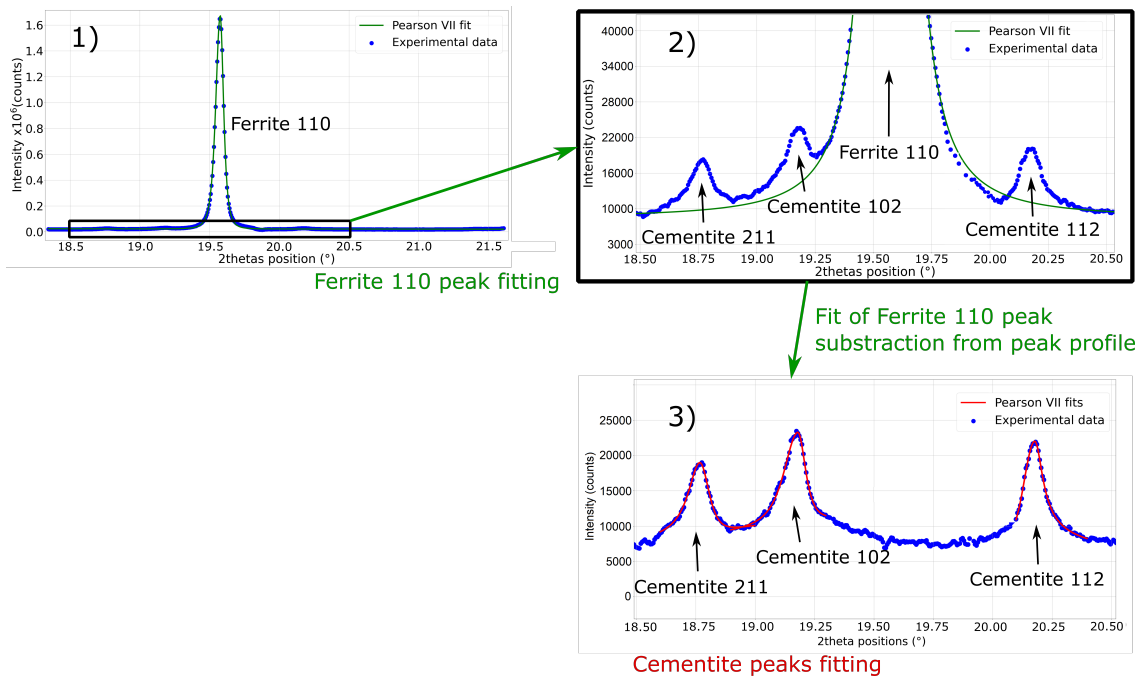 1)
Pearson VII fit
Experimental data
Ferrite 110
Intensity x10⁶(counts)
1.6
1.4
1.2
1.0
0.8
0.6
0.4
0.2
0.0
18.5 19.0 19.5 20.0 20.5 21.0 21.5
2thetas position (°)
Ferrite 110 peak fitting
2)
Pearson VII fit
Experimental data
Intensity (counts)
40000
34000
28000
22000
16000
10000
3000
Ferrite 110
Cementite 102
Cementite 211
Cementite 112
18.50 18.75 19.00 19.25 19.50 19.75 20.00 20.25 20.50
2thetas position (°)
Fit of Ferrite 110 peak
substraction from peak profile
3)
Pearson VII fits
Experimental data
Intensity (counts)
25000
20000
15000
10000
5000
0
Cementite 102
Cementite 211
Cementite 112
18.50 18.75 19.00 19.25 19.50 19.75 20.00 20.25 20.50
2theta positions (°)
Cementite peaks fitting